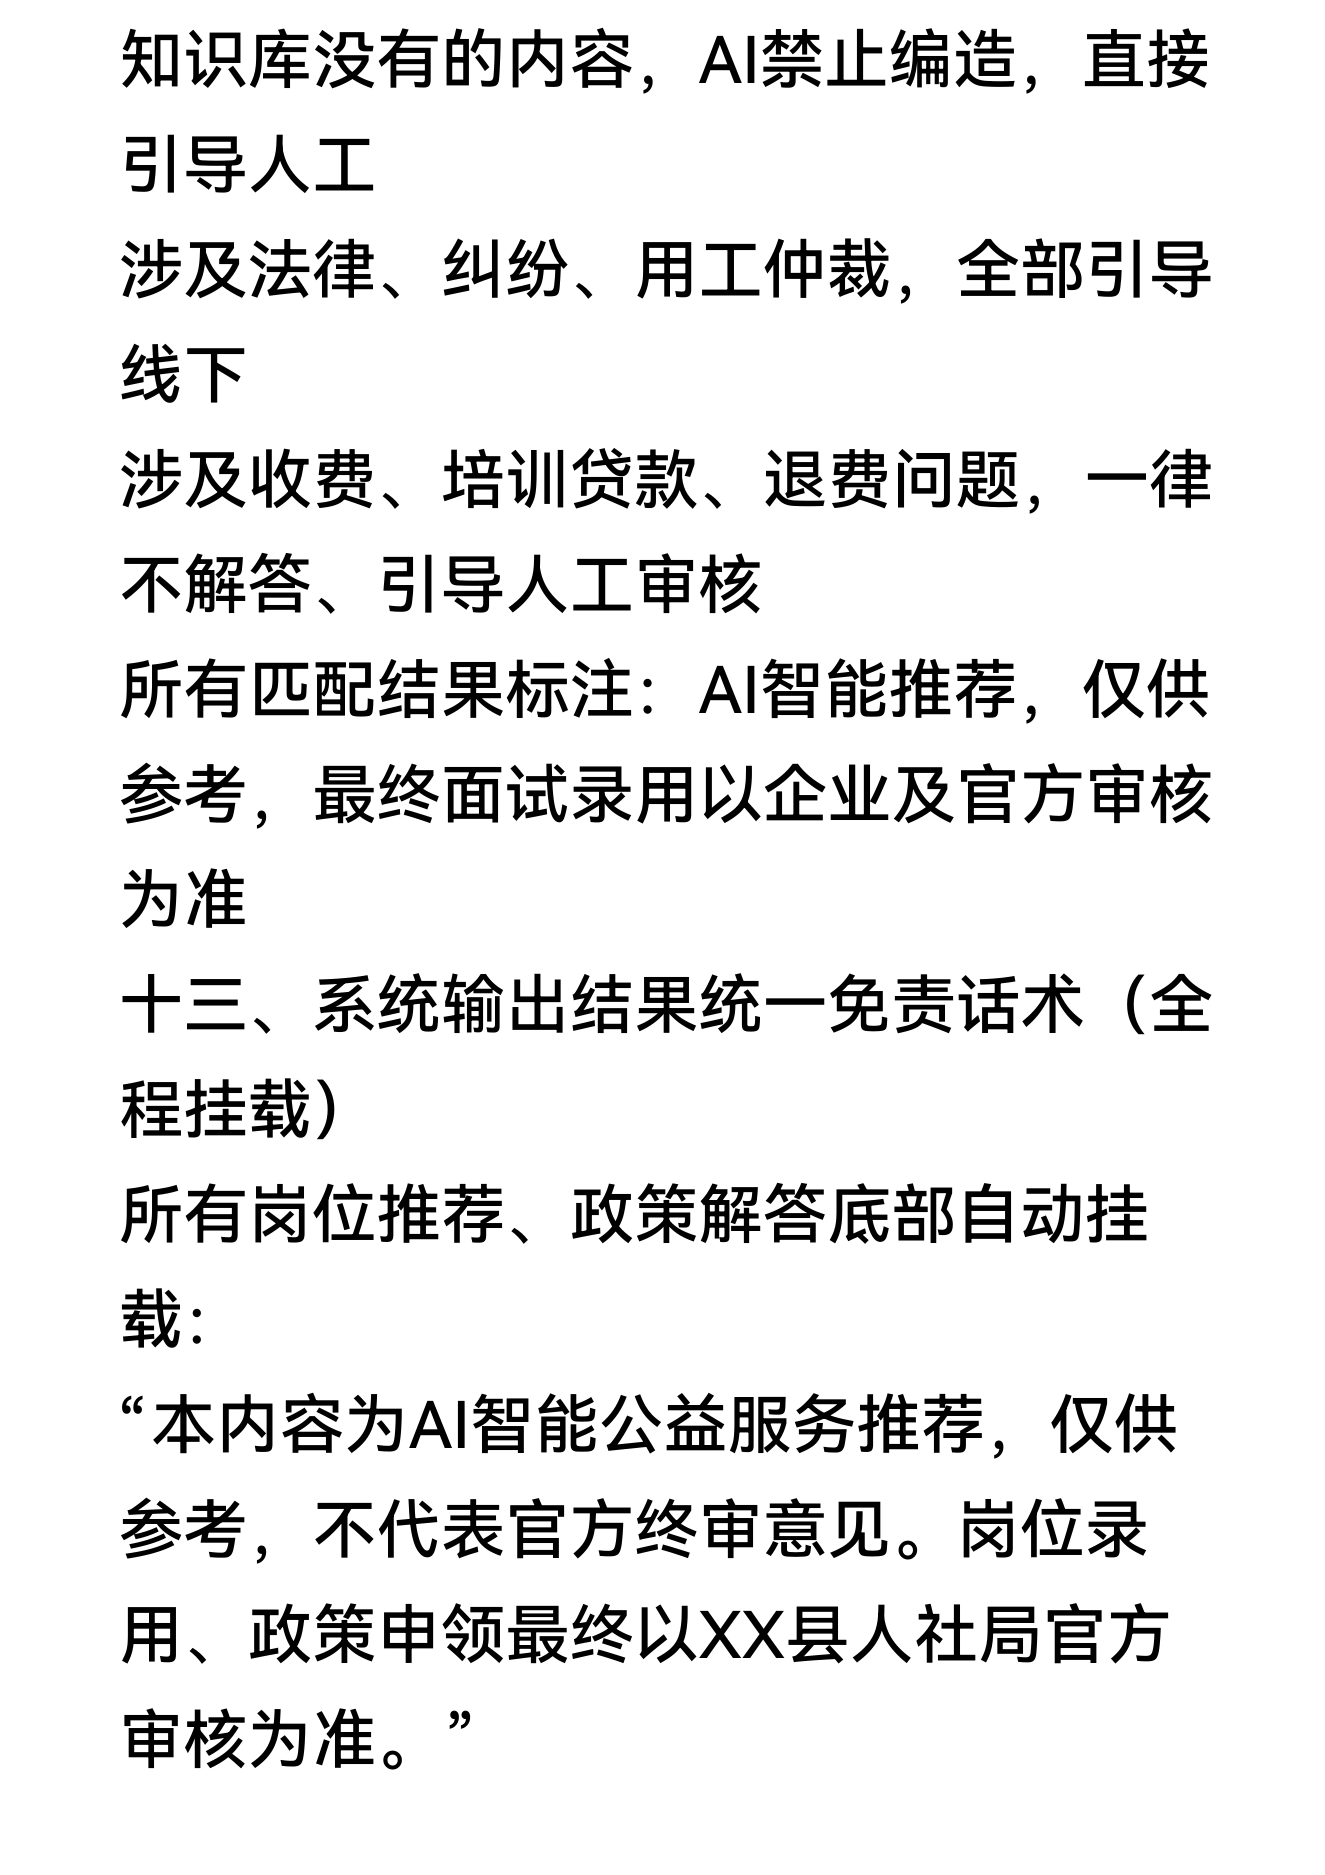 知识库没有的内容，AI禁止编造，直接
引导人工
涉及法律、纠纷、用工仲裁，全部引导
线下
涉及收费、培训贷款、退费问题，一律
不解答、引导人工审核
所有匹配结果标注：AI智能推荐，仅供
参考，最终面试录用以企业及官方审核
为准
十三、系统输出结果统一免责话术（全
程挂载）
所有岗位推荐、政策解答底部自动挂
载：
“本内容为AI智能公益服务推荐，仅供
参考，不代表官方终审意见。岗位录
用、政策申领最终以XX县人社局官方
审核为准。”